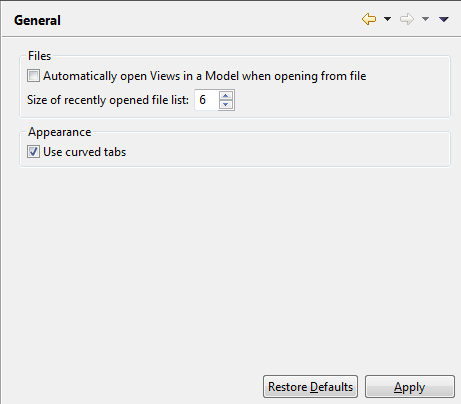 General
Files
Automatically open Views in a Model when opening from file
Size of recently opened file list: 6
Appearance
Use curved tabs
Restore Defaults Apply